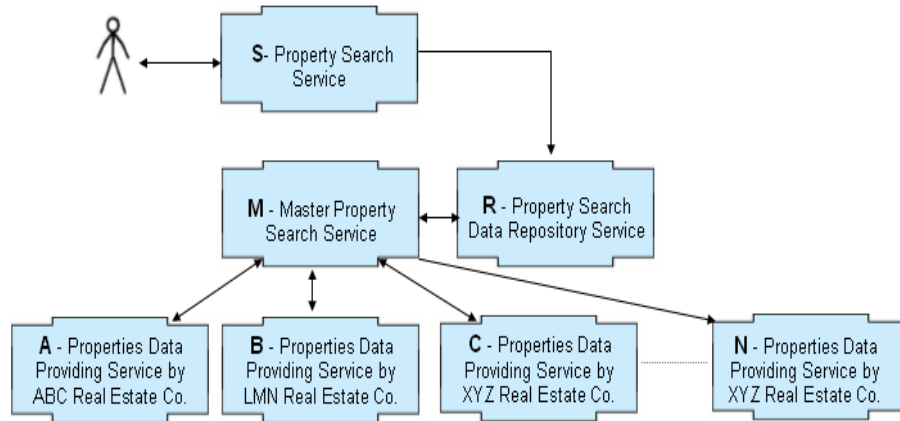 S- Property Search
Service
M - Master Property
Search Service
R - Property Search
Data Repository Service
A - Properties Data
Providing Service by
ABC Real Estate Co.
B - Properties Data
Providing Service by
LMN Real Estate Co.
C - Properties Data
Providing Service by
XYZ Real Estate Co.
N - Properties Data
Providing Service by
XYZ Real Estate Co.